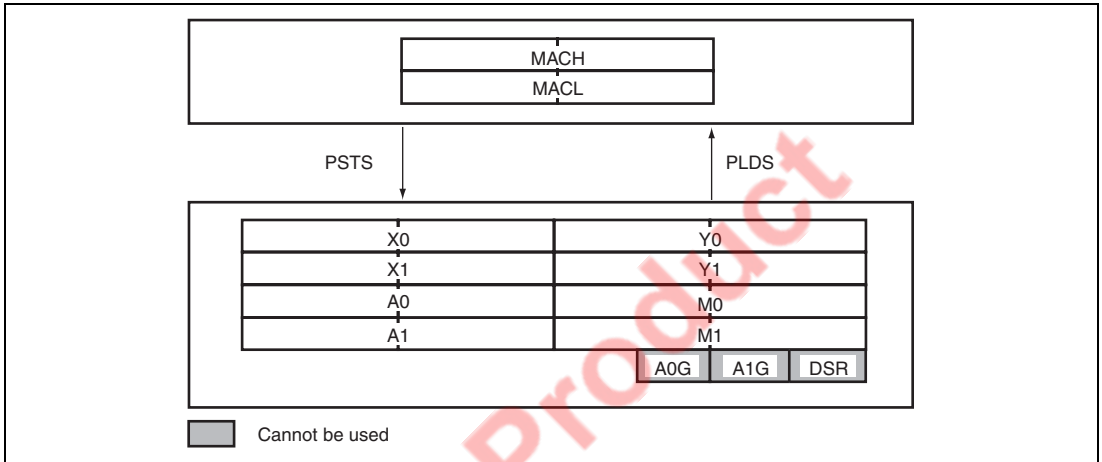 MACH
MACL
PSTS PLDS
X0 Y0
X1 Y1
A0 M0
A1 M1
A0G A1G DSR
Cannot be used
Product